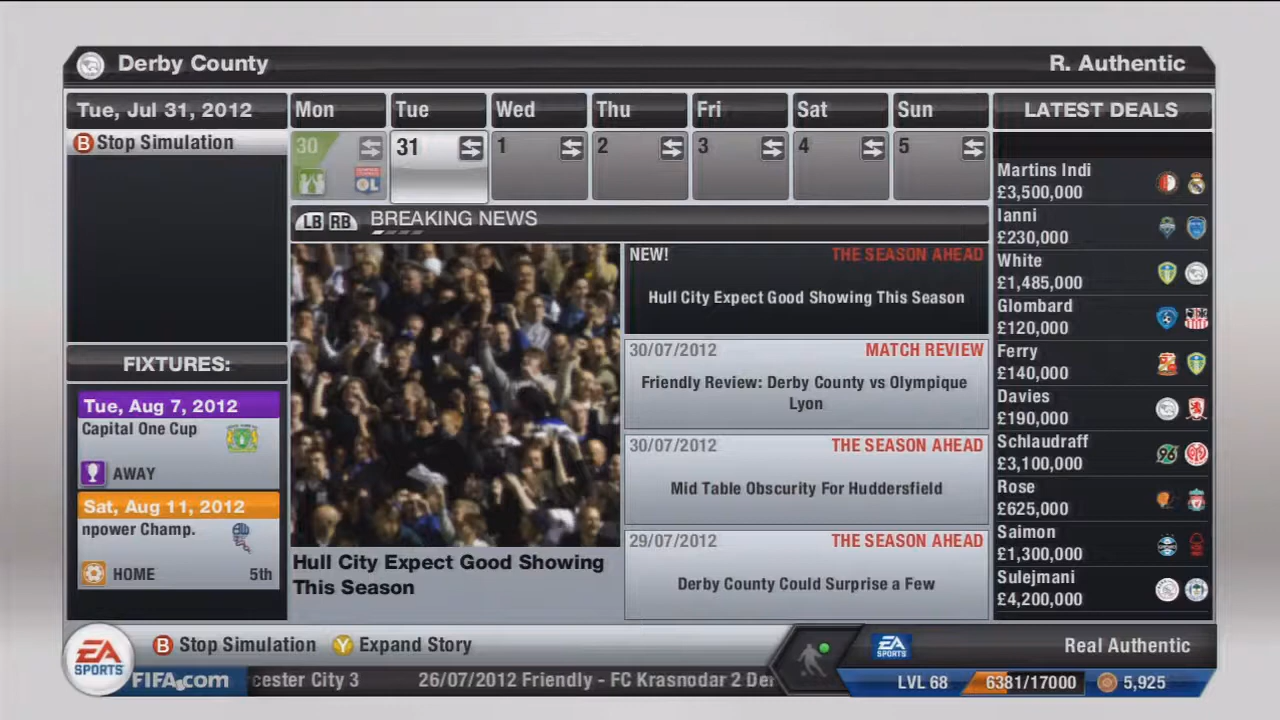 Derby County
R. Authentic
Tue, Jul 31, 2012
Mon
Tue
Wed
Thu
Fri
Sat
Sun
LATEST DEALS
B Stop Simulation
30
31
1
2
3
4
5
OL
LB RB BREAKING NEWS
NEW!
THE SEASON AHEAD
Hull City Expect Good Showing This Season
30/07/2012
MATCH REVIEW
Friendly Review: Derby County vs Olympique
Lyon
30/07/2012
THE SEASON AHEAD
Mid Table Obscurity For Huddersfield
29/07/2012
THE SEASON AHEAD
Derby County Could Surprise a Few
Hull City Expect Good Showing
This Season
FIXTURES:
Tue, Aug 7, 2012
Capital One Cup
AWAY
Sat, Aug 11, 2012
npower Champ.
HOME
5th
Martins Indi
£3,500,000
Ianni
£230,000
White
£1,485,000
Glombard
£120,000
Ferry
£140,000
Davies
£190,000
Schlaudraff
£3,100,000
96
Rose
£625,000
Saimon
£1,300,000
Sulejmani
£4,200,000
EA
SPORTS
B Stop Simulation
Y Expand Story
EA
SPORTS
Real Authentic
FIFA.com
cester City 3
26/07/2012 Friendly - FC Krasnodar 2 Der
LVL 68
6381/17000
5,925